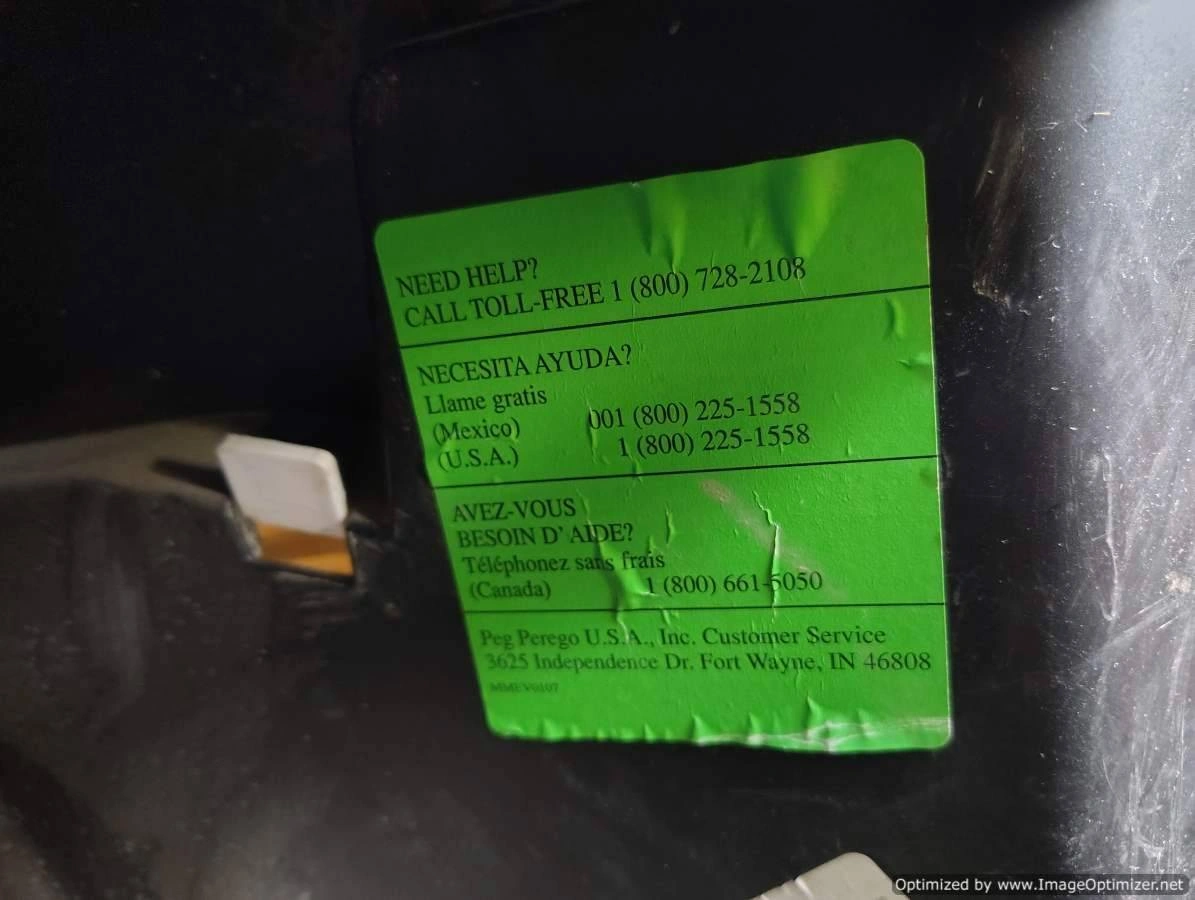 NEED HELP?
CALL TOLL-FREE 1 (800) 728-2108
NECESITA AYUDA?
Llame gratis
(Mexico) 001 (800) 225-1558
(U.S.A.) 1 (800) 225-1558
AVEZ-VOUS
BESOIN D' AIDE?
Téléphonez sans frais
(Canada) 1 (800) 661-5050
Peg Perego U.S.A., Inc. Customer Service
3625 Independence Dr. Fort Wayne, IN 46808
Optimized by www.ImageOptimizer.net